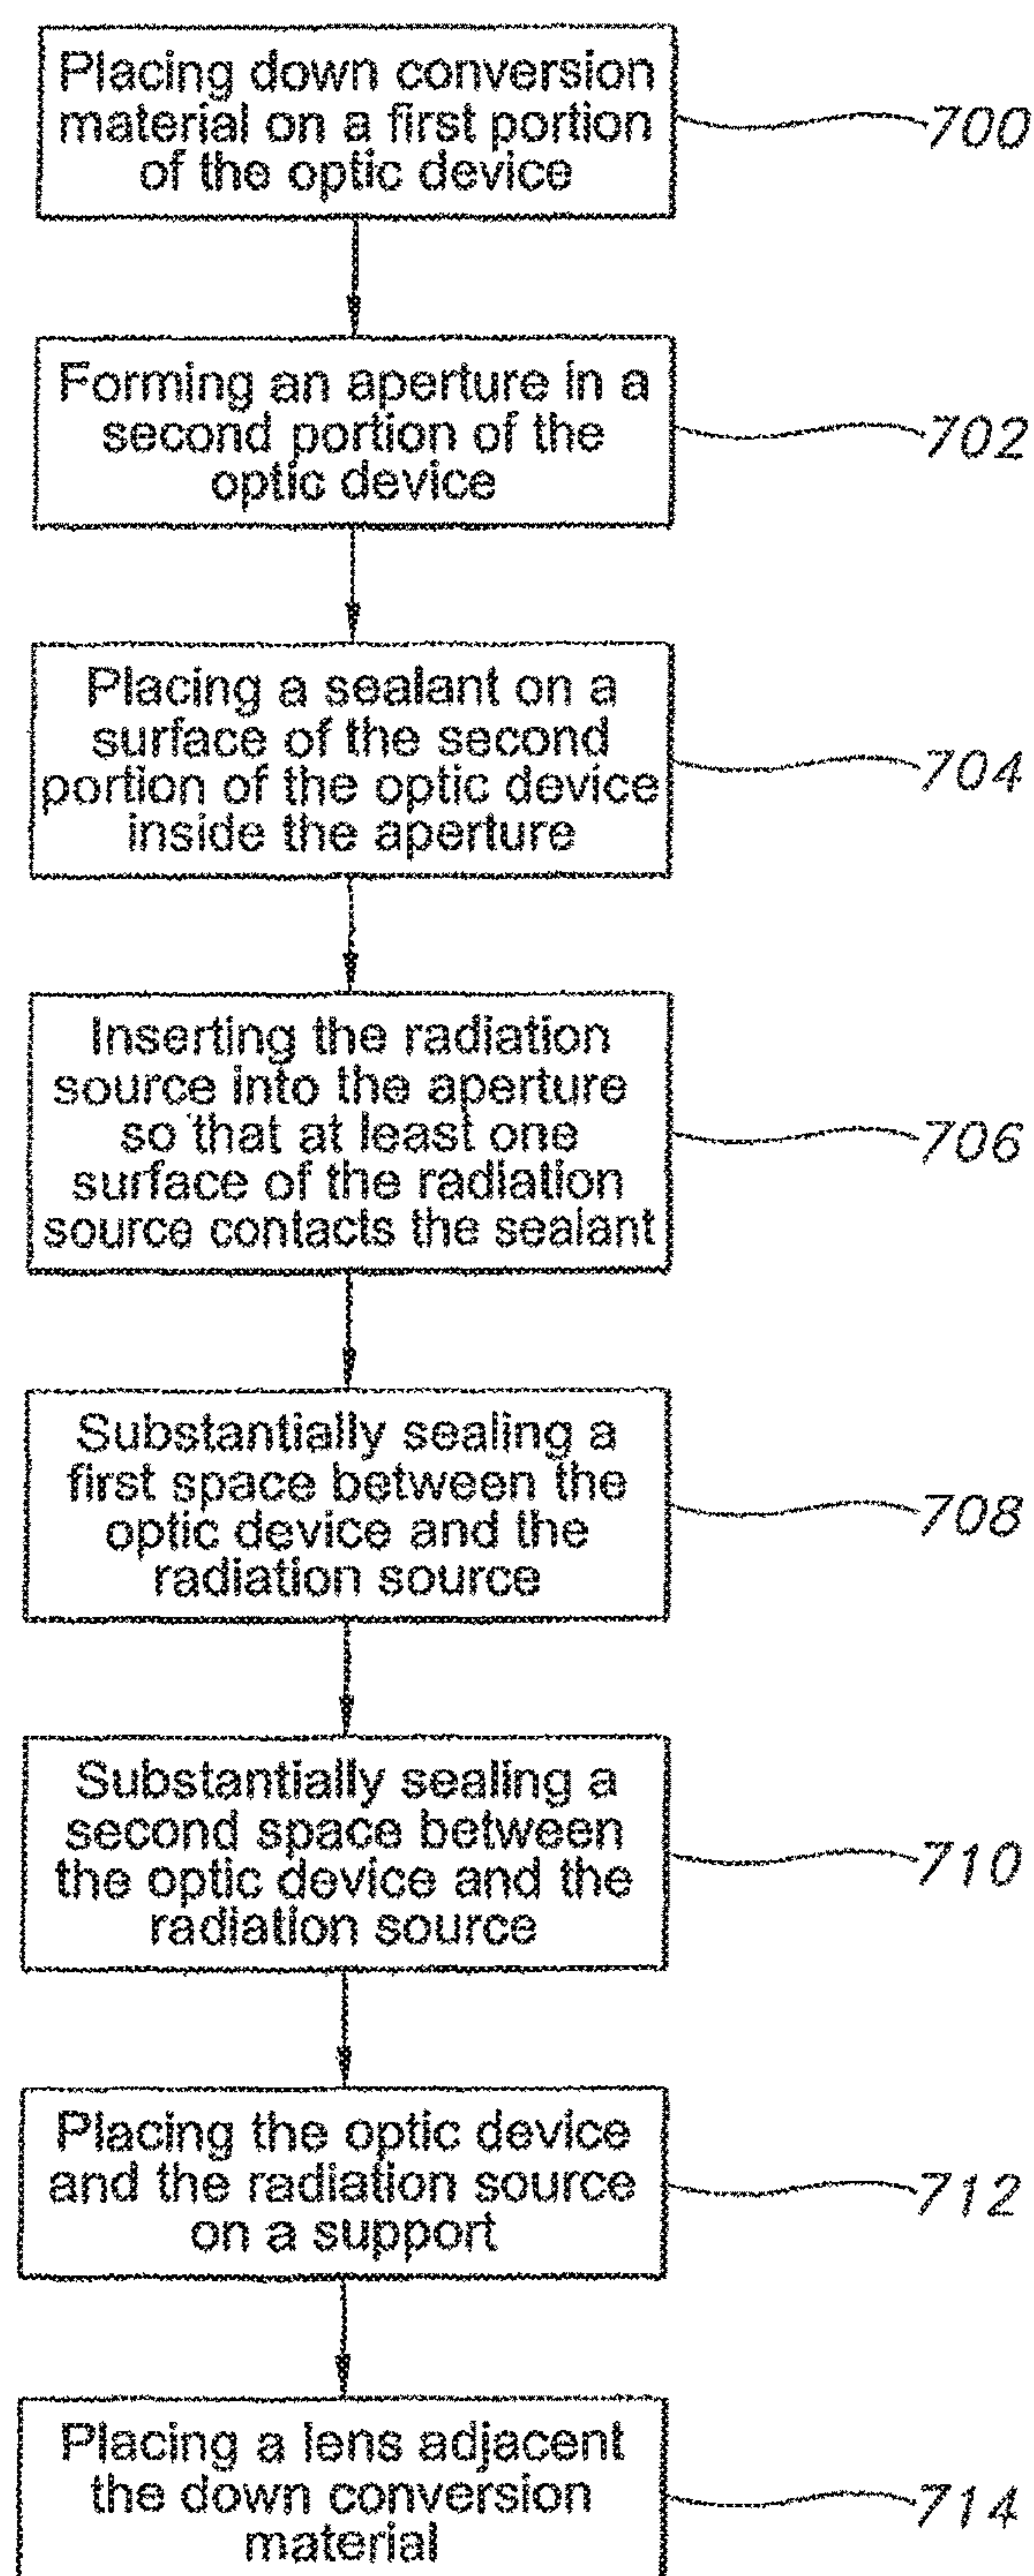 Placing down conversion
material on a first portion
of the optic device
700
Forming an aperture in a
second portion of the
optic device
702
Placing a sealant on a
surface of the second
portion of the optic device
inside the aperture
704
Inserting the radiation
source into the aperture
so that at least one
surface of the radiation
source contacts the sealant
706
Substantially sealing a
first space between the
optic device and the
radiation source
708
Substantially sealing a
second space between
the optic device and the
radiation source
710
Placing the optic device
and the radiation source
on a support
712
Placing a lens adjacent
the down conversion
material
714